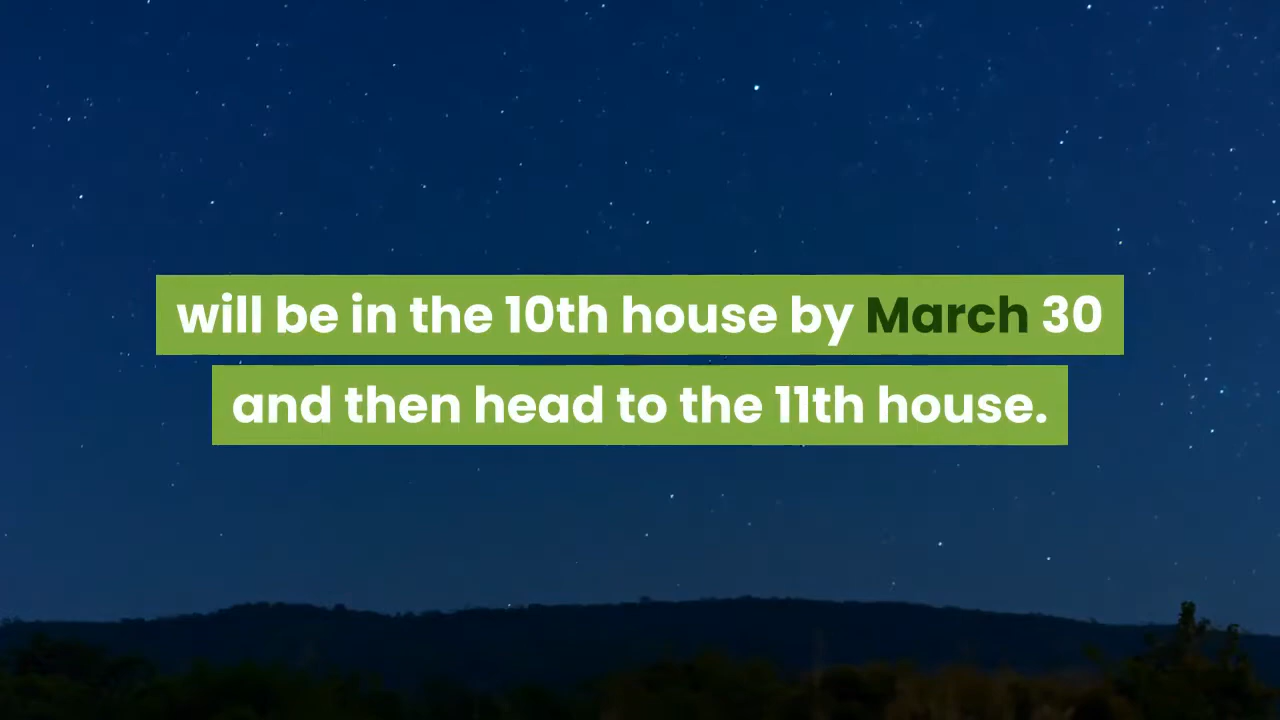 will be in the 10th house by March 30
and then head to the 11th house.